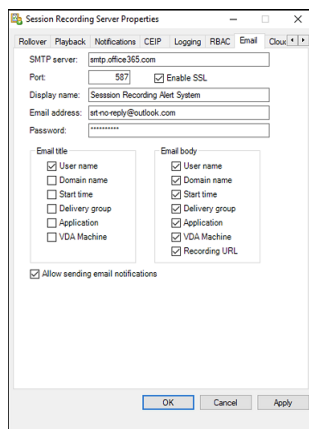 Session Recording Server Properties
Rollover Playback Notifications CEIP Logging RBAC Email Clou
SMTP server: smtp.office365.com
Port: 587 Enable SSL
Display name: Sesssion Recording Alert System
Email address: srt-no-reply@outlook.com
Password: **********
Email title
User name
Domain name
Start time
Delivery group
Application
VDA Machine
Email body
User name
Domain name
Start time
Delivery group
Application
VDA Machine
Recording URL
Allow sending email notifications
OK Cancel Apply